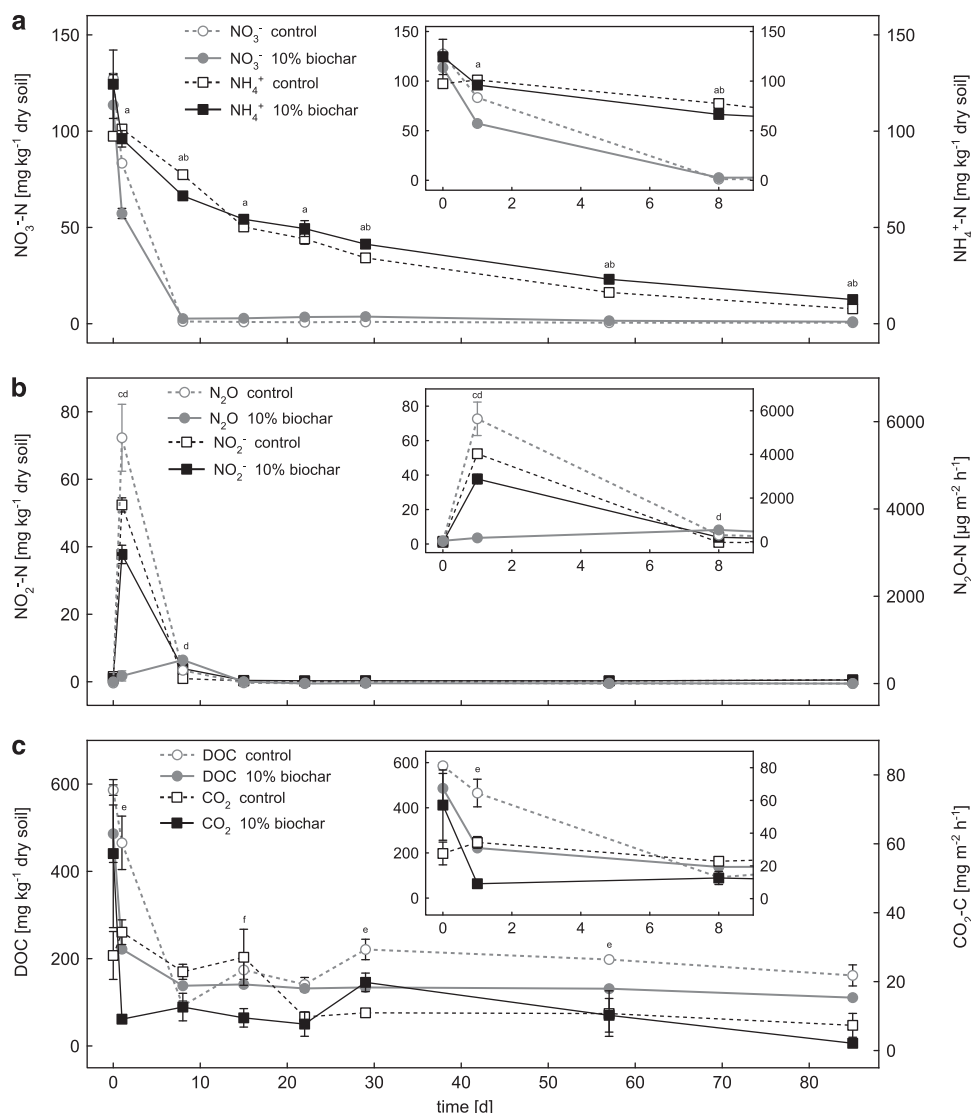 a
NO₃⁻ control
NO₃⁻ 10% biochar
NH₄⁺ control
NH₄⁺ 10% biochar
150
100
50
0
NO₃⁻-N [mg kg⁻¹ dry soil]
150
100
50
0
NH₄⁺-N [mg kg⁻¹ dry soil]
a
ab
a
a
ab
ab
ab
150
100
50
0
150
100
50
0
0 2 4 6 8
a
ab
b
N₂O control
N₂O 10% biochar
NO₂⁻ control
NO₂⁻ 10% biochar
80
60
40
20
0
NO₂⁻-N [mg kg⁻¹ dry soil]
6000
4000
2000
0
N₂O-N [µg m⁻² h⁻¹]
cd
d
80
60
40
20
0
6000
4000
2000
0
0 2 4 6 8
cd
d
c
DOC control
DOC 10% biochar
CO₂ control
CO₂ 10% biochar
600
400
200
0
DOC [mg kg⁻¹ dry soil]
80
60
40
20
0
CO₂-C [mg m⁻² h⁻¹]
e
f
e
e
600
400
200
0
80
60
40
20
0
0 2 4 6 8
e
0 10 20 30 40 50 60 70 80
time [d]